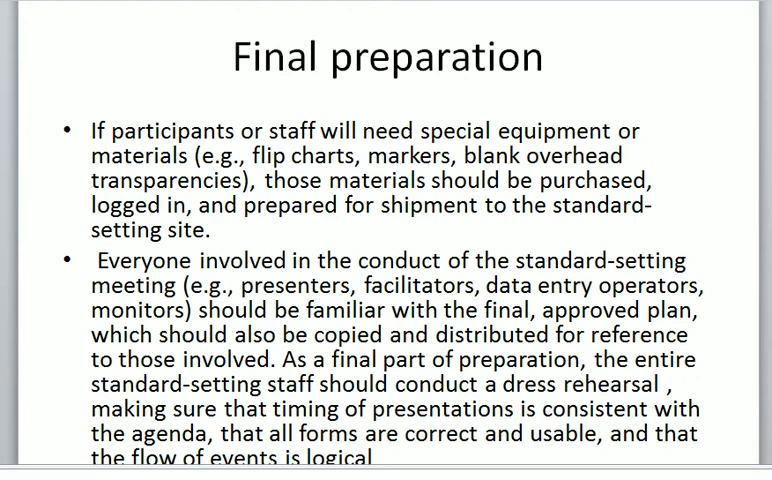 Final preparation
• If participants or staff will need special equipment or
materials (e.g., flip charts, markers, blank overhead
transparencies), those materials should be purchased,
logged in, and prepared for shipment to the standard-
setting site.
• Everyone involved in the conduct of the standard-setting
meeting (e.g., presenters, facilitators, data entry operators,
monitors) should be familiar with the final, approved plan,
which should also be copied and distributed for reference
to those involved. As a final part of preparation, the entire
standard-setting staff should conduct a dress rehearsal ,
making sure that timing of presentations is consistent with
the agenda, that all forms are correct and usable, and that
the flow of events is logical